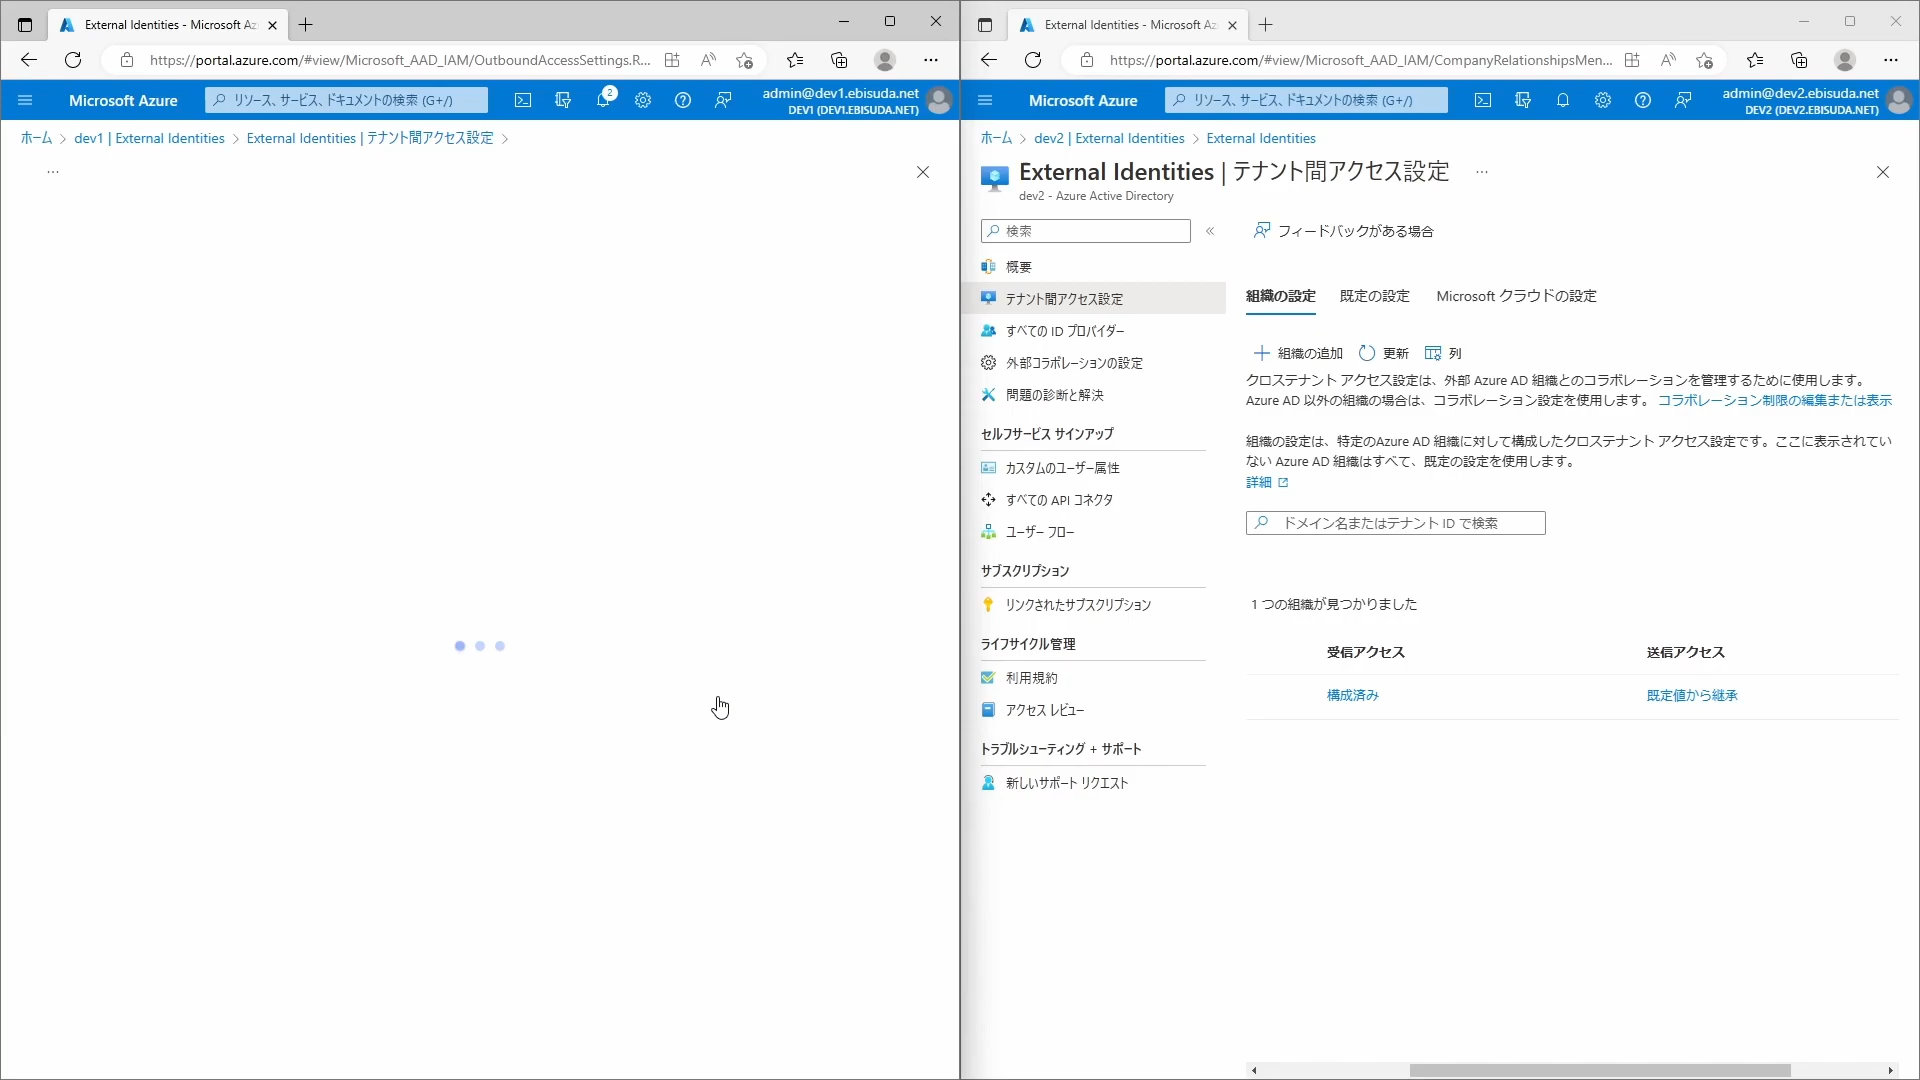 External Identities - Microsoft Az
https://portal.azure.com/#view/Microsoft_AAD_IAM/OutboundAccessSettings.R...
Microsoft Azure
リソース、サービス、ドキュメントの検索 (G+/)
2
admin@dev1.ebisuda.net
DEV1 (DEV1.EBISUDA.NET)
ホーム > dev1 | External Identities > External Identities | テナント間アクセス設定 >
...
External Identities - Microsoft Az
https://portal.azure.com/#view/Microsoft_AAD_IAM/CompanyRelationshipsMen...
Microsoft Azure
リソース、サービス、ドキュメントの検索 (G+/)
admin@dev2.ebisuda.net
DEV2 (DEV2.EBISUDA.NET)
ホーム > dev2 | External Identities > External Identities
External Identities | テナント間アクセス設定 ...
dev2 - Azure Active Directory
検索
概要
テナント間アクセス設定
すべての ID プロバイダー
外部コラボレーションの設定
問題の診断と解決
セルフサービス サインアップ
カスタムのユーザー属性
すべての API コネクタ
ユーザー フロー
サブスクリプション
リンクされたサブスクリプション
ライフサイクル管理
利用規約
アクセス レビュー
トラブルシューティング + サポート
新しいサポート リクエスト
フィードバックがある場合
組織の設定 既定の設定 Microsoft クラウドの設定
組織の追加 更新 列
クロステナント アクセス設定は、外部 Azure AD 組織とのコラボレーションを管理するために使用します。
Azure AD 以外の組織の場合は、コラボレーション設定を使用します。 コラボレーション制限の編集または表示
組織の設定は、特定のAzure AD 組織に対して構成したクロステナント アクセス設定です。ここに表示されてい
ない Azure AD 組織はすべて、既定の設定を使用します。
詳細
ドメイン名またはテナント ID で検索
1 つの組織が見つかりました
受信アクセス 送信アクセス
構成済み 既定値から継承